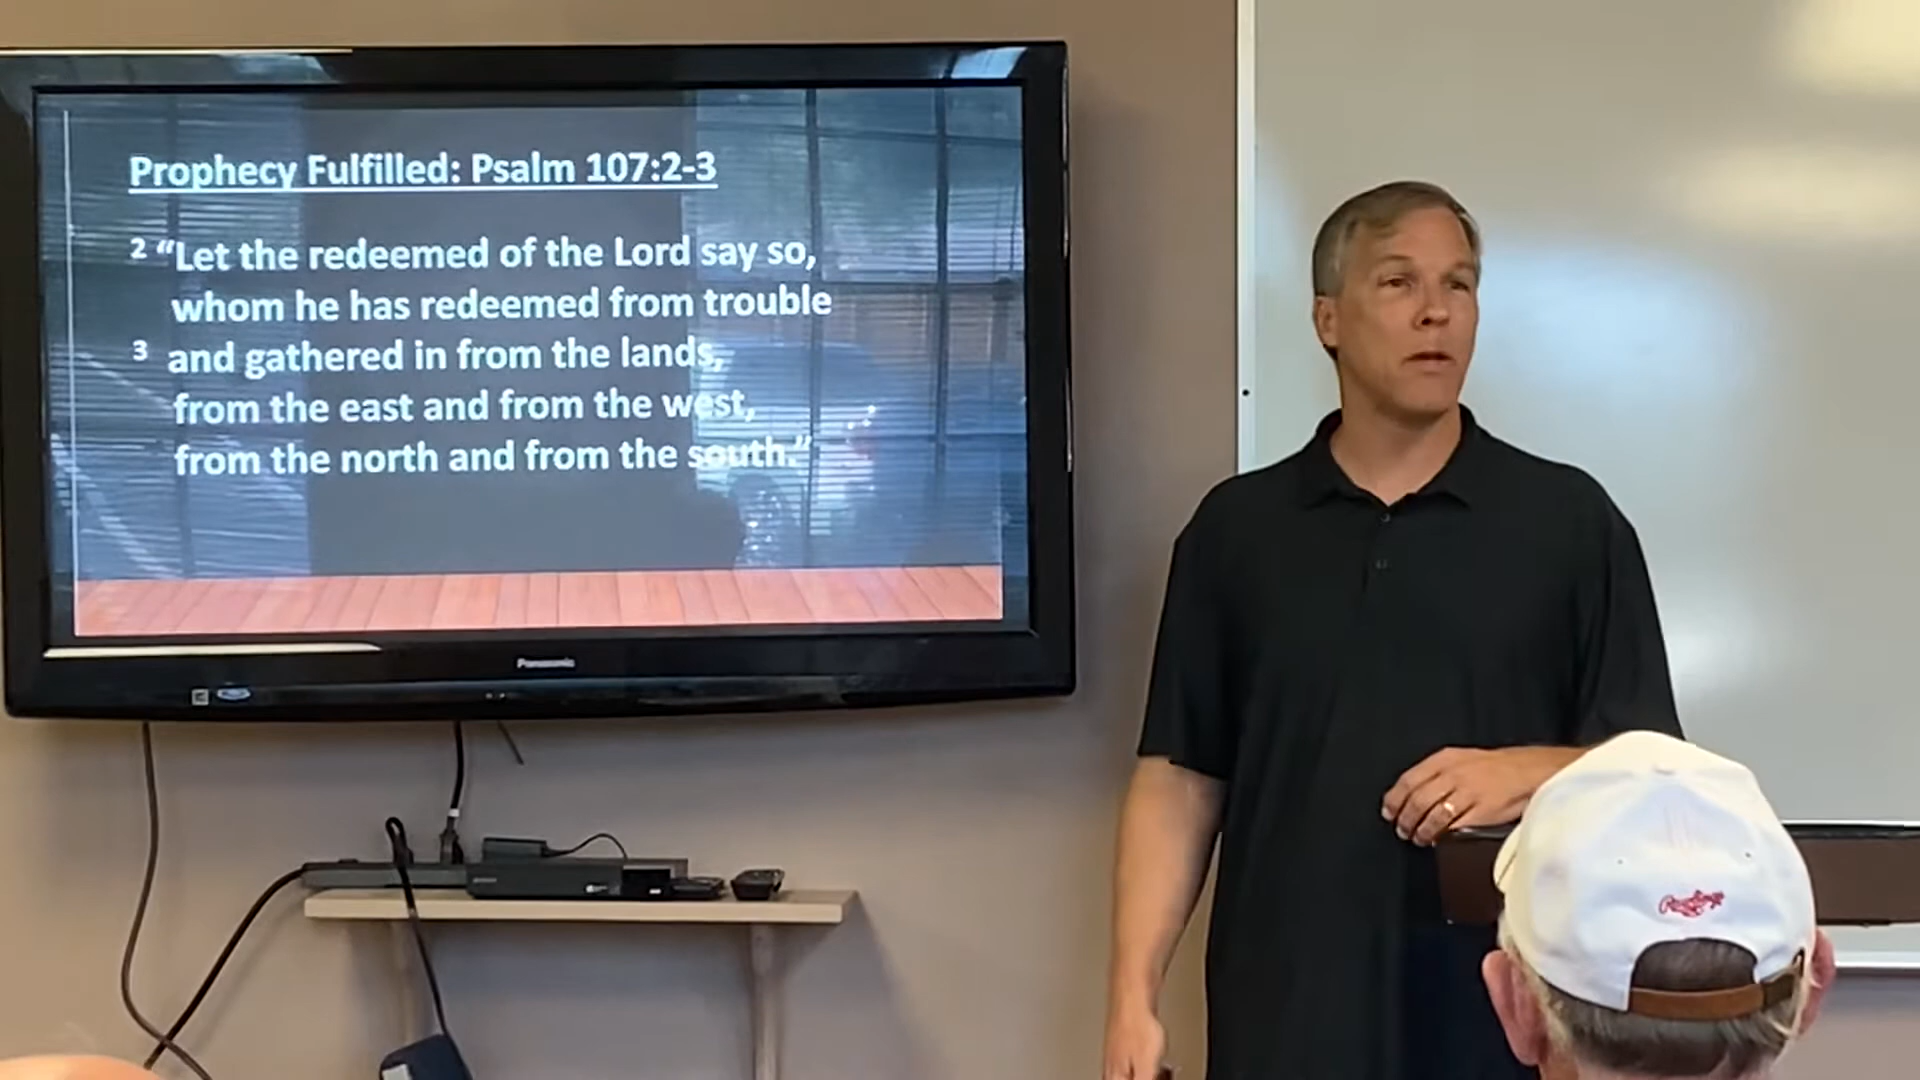 Prophecy Fulfilled: Psalm 107:2-3
2 “Let the redeemed of the Lord say so,
whom he has redeemed from trouble
3 and gathered in from the lands,
from the east and from the west,
from the north and from the south.”
Panasonic
Rawlings